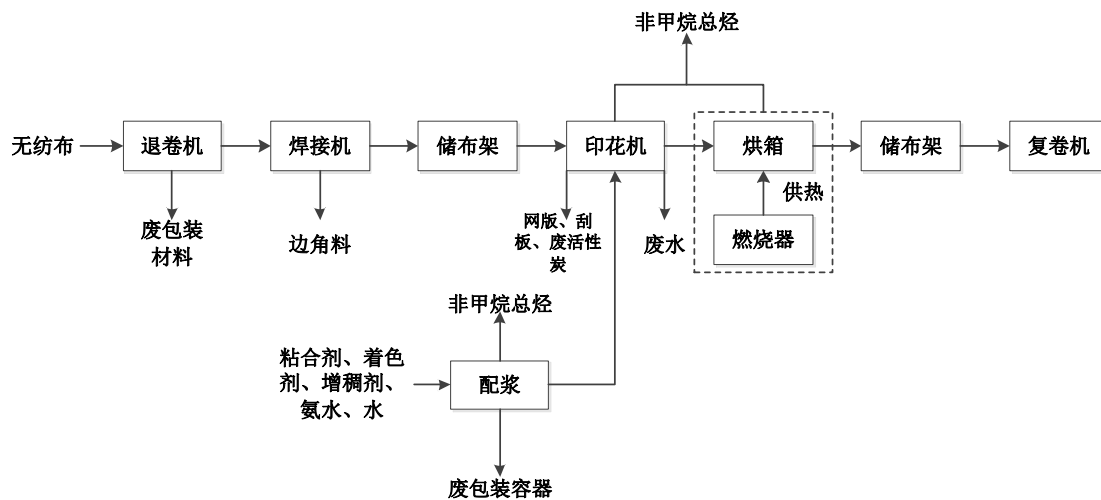 非甲烷总烃
无纺布
退卷机
焊接机
储布架
印花机
烘箱
储布架
复卷机
供热
燃烧器
废包装
材料
边角料
网版、刮
板、废活性
炭
废水
非甲烷总烃
粘合剂、着色
剂、增稠剂、
氨水、水
配浆
废包装容器